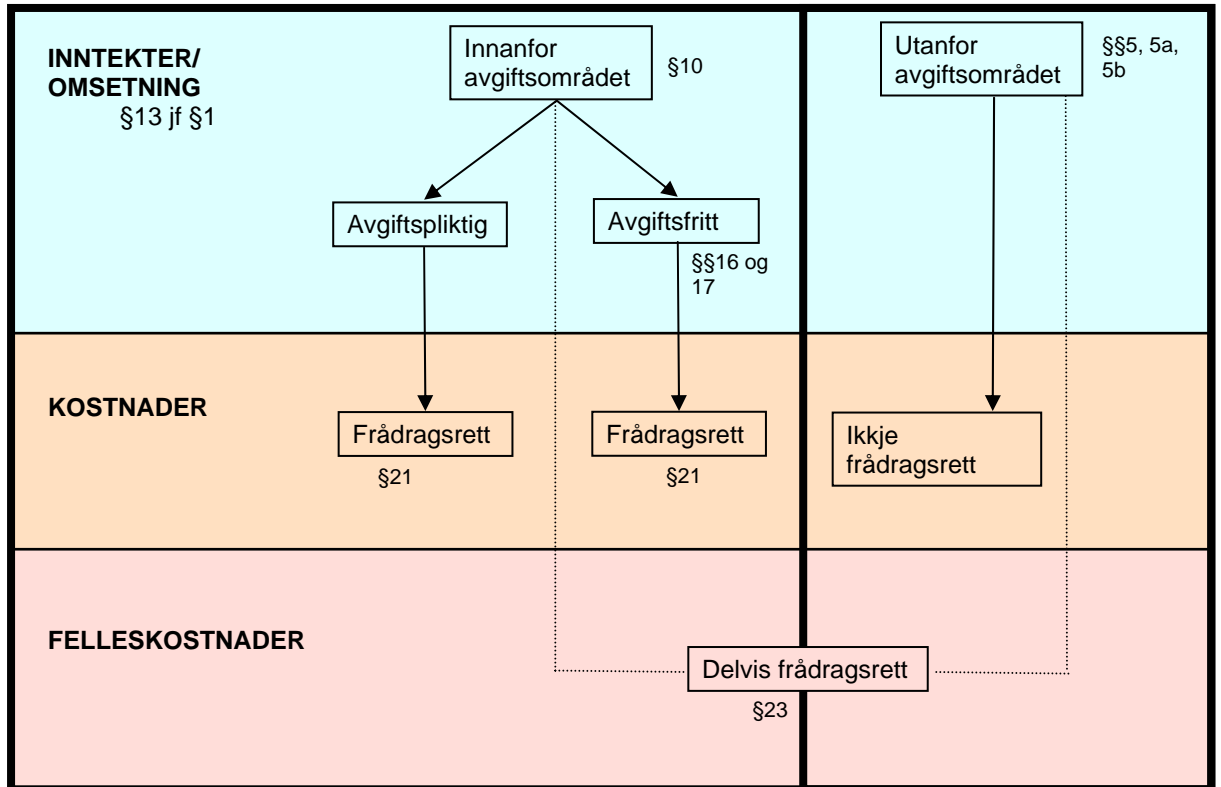 INNTEKTER/
OMSETNING
§13 jf §1
Innanfor
avgiftsområdet
§10
Utanfor
avgiftsområdet
§§5, 5a,
5b
Avgiftspliktig
Avgiftsfritt
§§16 og
17
KOSTNADER
Frådragsrett
§21
Frådragsrett
§21
Ikkje
frådragsrett
FELLESKOSTNADER
Delvis frådragsrett
§23